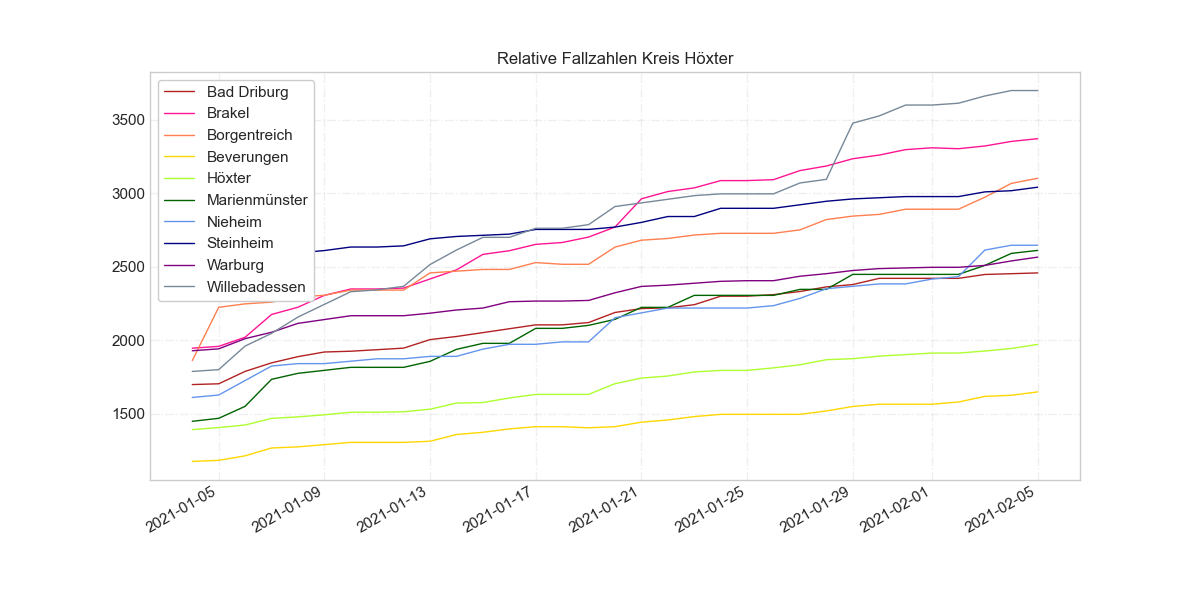 Relative Fallzahlen Kreis Höxter
Bad Driburg
Brakel
Borgentreich
Beverungen
Höxter
Marienmünster
Nieheim
Steinheim
Warburg
Willebadessen
3500
3000
2500
2000
1500
2021-01-05
2021-01-09
2021-01-13
2021-01-17
2021-01-21
2021-01-25
2021-01-29
2021-02-01
2021-02-05